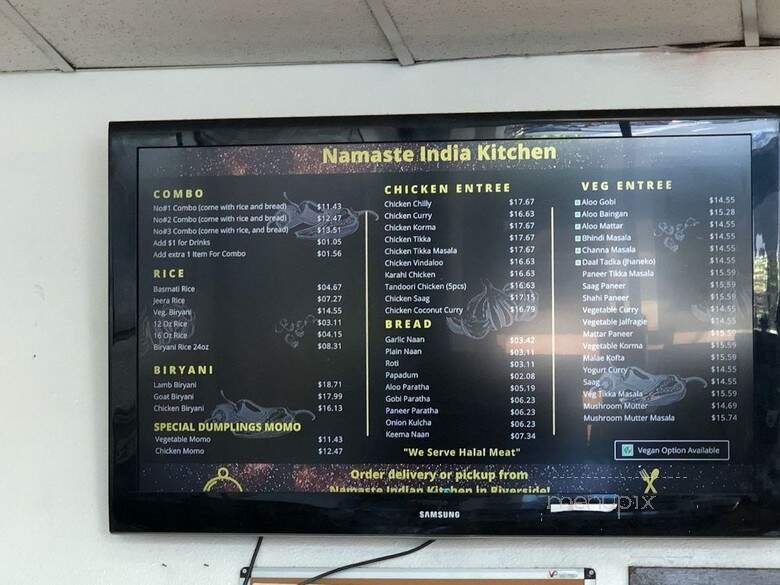 Namaste India Kitchen
COMBO
No#1 Combo (come with rice and bread) $11.43
No#2 Combo (come with rice and bread) $12.47
No#3 Combo (come with rice, and bread) $13.51
Add $1 for Drinks $01.05
Add extra 1 Item For Combo $01.56
RICE
Basmati Rice $04.67
Jeera Rice $07.27
Veg. Biryani $14.55
12 Oz Rice $03.11
16 Oz Rice $04.15
Biryani Rice 24oz $08.31
BIRYANI
Lamb Biryani $18.71
Goat Biryani $17.99
Chicken Biryani $16.13
SPECIAL DUMPLINGS MOMO
Vegetable Momo $11.43
Chicken Momo $12.47
CHICKEN ENTREE
Chicken Chilly $17.67
Chicken Curry $16.63
Chicken Korma $17.67
Chicken Tikka $17.67
Chicken Tikka Masala $17.67
Chicken Vindaloo $16.63
Karahi Chicken $16.63
Tandoori Chicken (5pcs) $16.63
Chicken Saag $17.15
Chicken Coconut Curry $16.79
BREAD
Garlic Naan $03.42
Plain Naan $03.11
Roti $03.11
Papadum $02.08
Aloo Paratha $05.19
Gobi Paratha $06.23
Paneer Paratha $06.23
Onion Kulcha $06.23
Keema Naan $07.34
"We Serve Halal Meat"
VEG ENTREE
Aloo Gobi $14.55
Aloo Baingan $15.28
Aloo Mattar $14.55
Bhindi Masala $14.55
Channa Masala $14.55
Daal Tadka (Jhaneko) $14.55
Paneer Tikka Masala $15.59
Saag Paneer $15.59
Shahi Paneer $15.59
Vegetable Curry $14.55
Vegetable Jalfragie $14.55
Mattar Paneer $15.59
Vegetable Korma $15.59
Malae Kofta $15.59
Yogurt Curry $14.55
Saag $14.55
Veg Tikka Masala $15.59
Mushroom Mutter $14.69
Mushroom Mutter Masala $15.74
Vegan Option Available
Order delivery or pickup from
Namaste Indian Kitchen in Riverside!
menupix
SAMSUNG